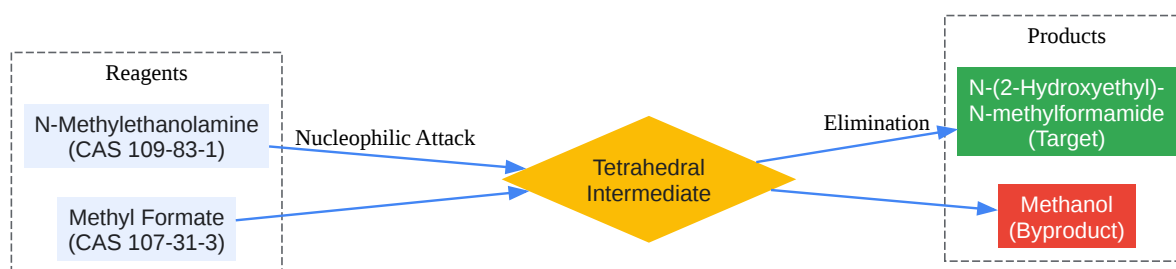 Reagents
N-Methylethanolamine
(CAS 109-83-1)
Methyl Formate
(CAS 107-31-3)
Nucleophilic Attack
Tetrahedral
Intermediate
Elimination
Products
N-(2-Hydroxyethyl)-
N-methylformamide
(Target)
Methanol
(Byproduct)